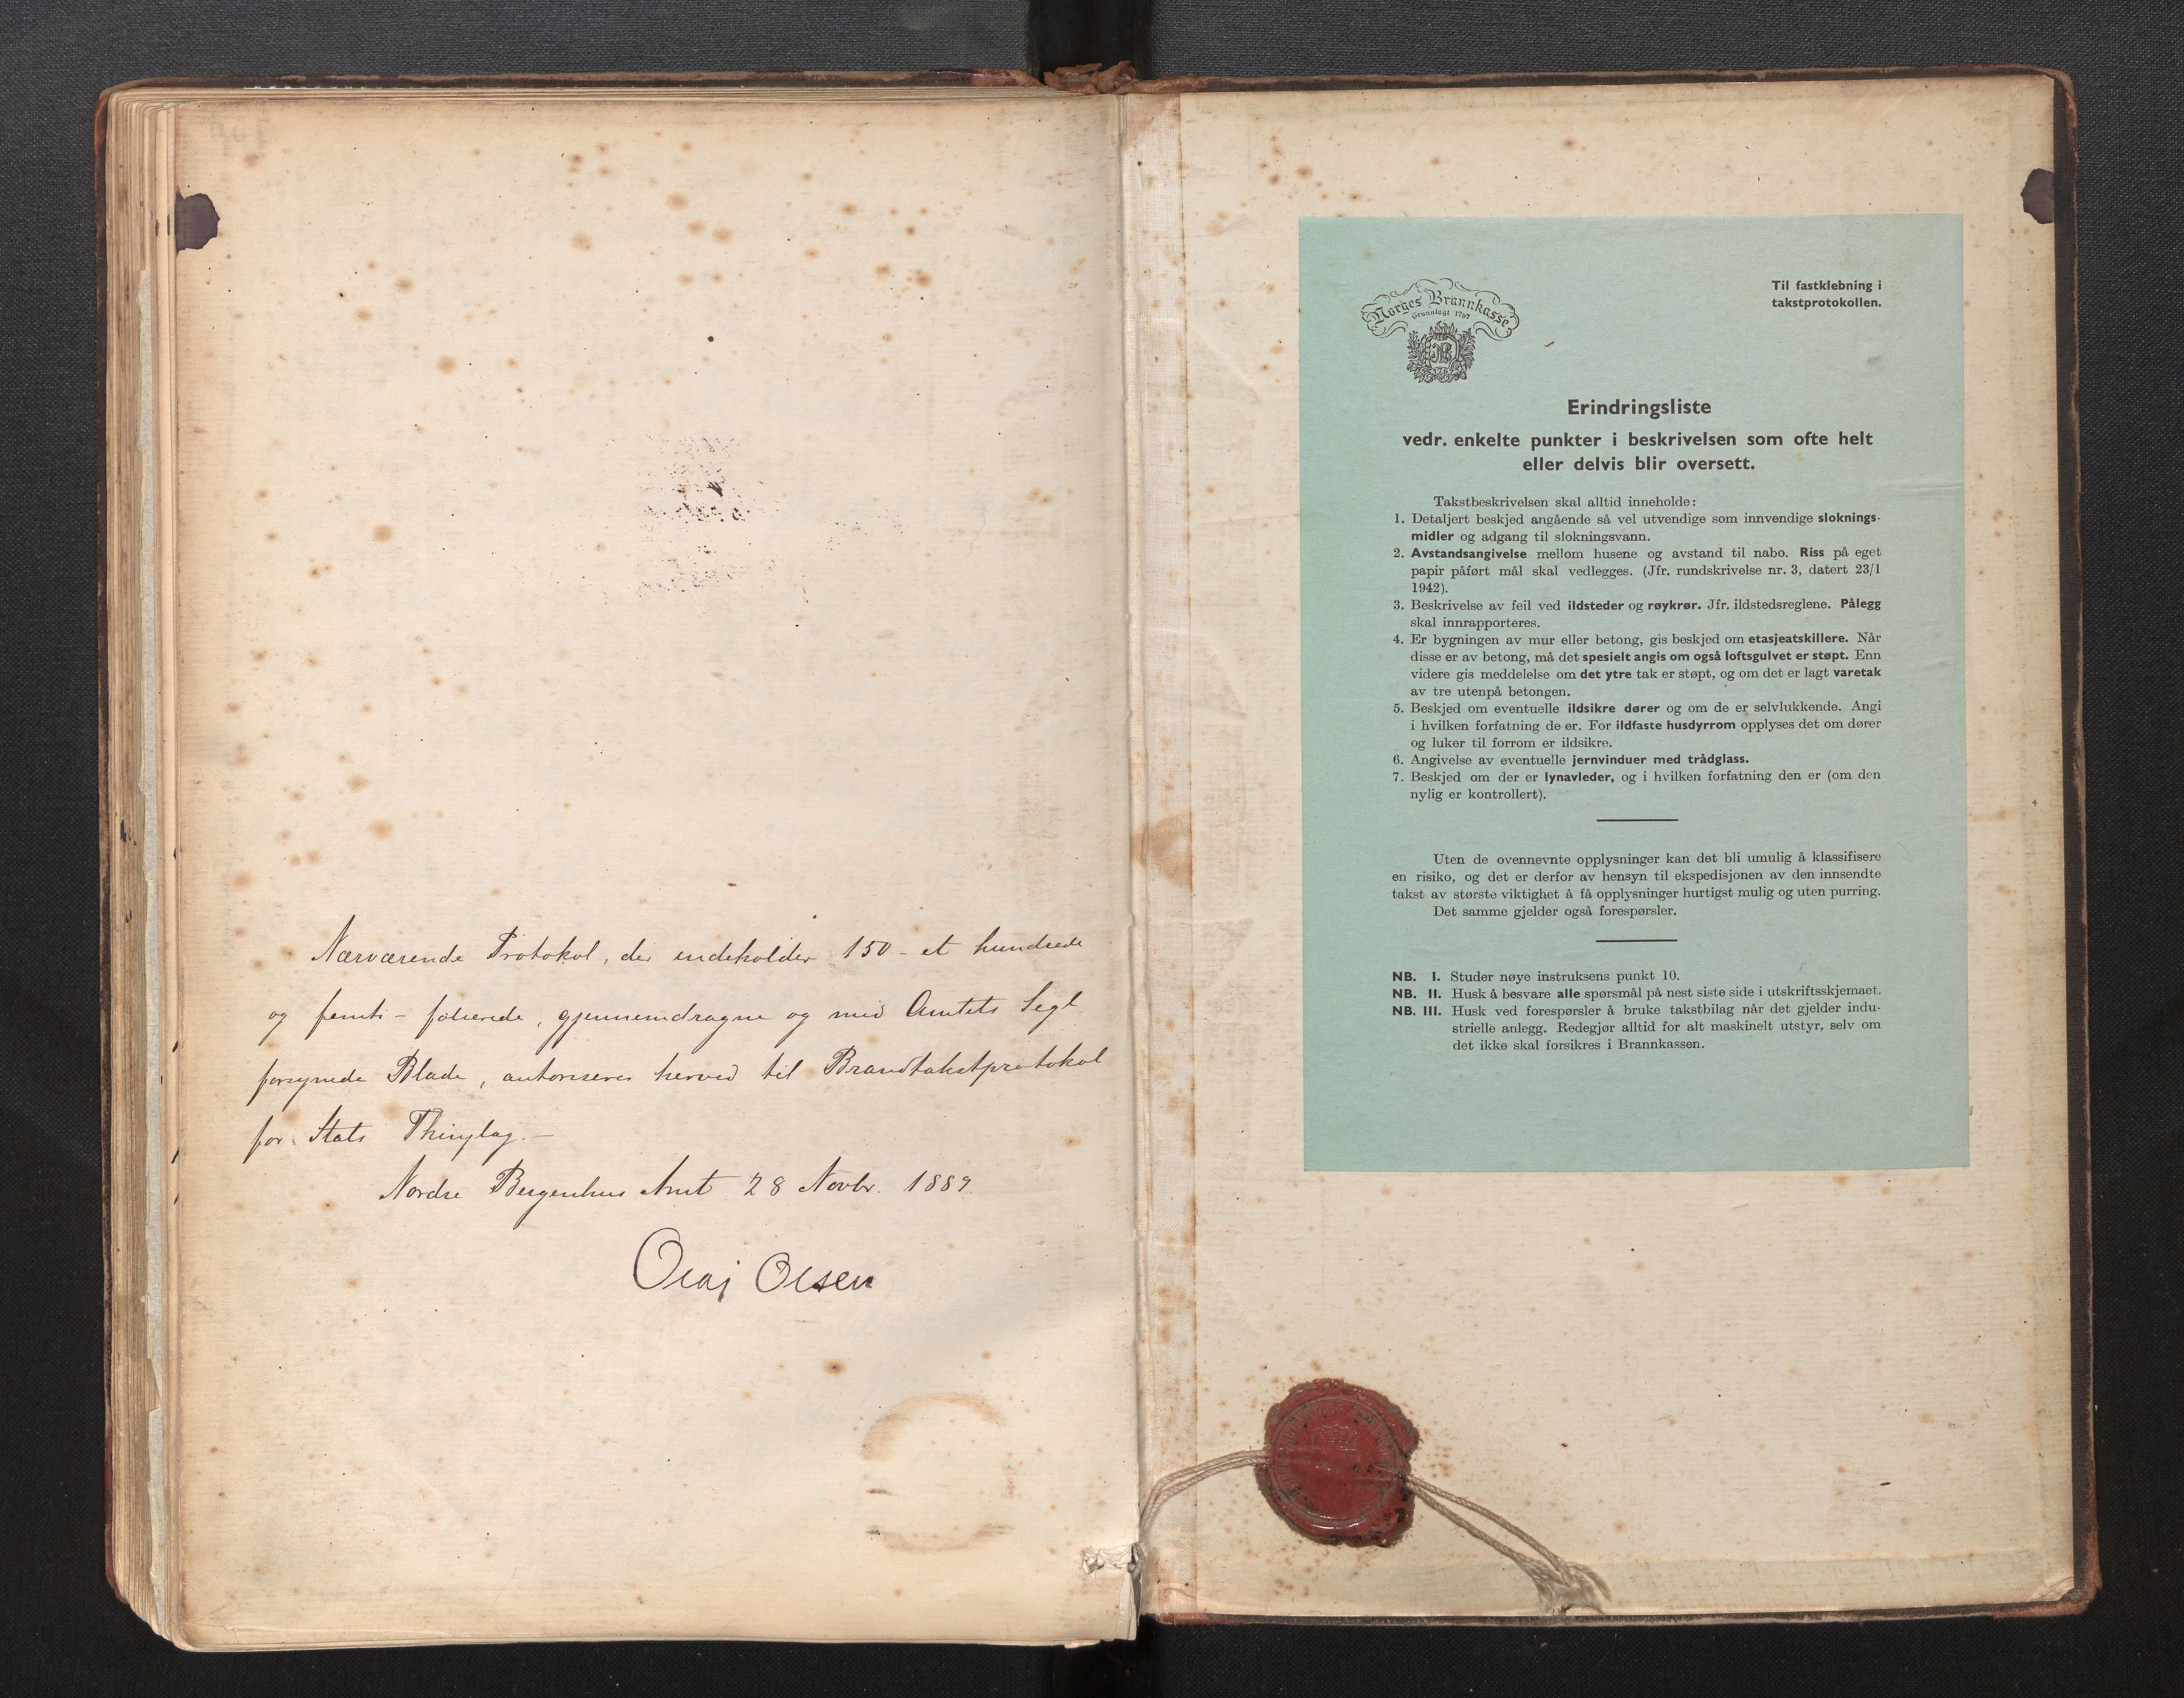 Nærværende Protokol, der indeholder 150 - et hundrede
og femti - folierede, gjennemdragne og med Amtets Segl
forsynede Blade, autoriseres herved til Brandtakstprotokol
for Stats Thinglag. -
Nordre Bergenhus Amt 28 Novbr. 1889.
Olaj Olsen
Norges Brannkasse
Grunnlagt 1767
Til fastklebning i
takstprotokollen.
Erindringsliste
vedr. enkelte punkter i beskrivelsen som ofte helt
eller delvis blir oversett.
Takstbeskrivelsen skal alltid inneholde:
1. Detaljert beskjed angående så vel utvendige som innvendige sloknings-
midler og adgang til slokningsvann.
2. Avstandsangivelse mellom husene og avstand til nabo. Riss på eget
papir påført mål skal vedlegges. (Jfr. rundskrivelse nr. 3, datert 23/1
1942).
3. Beskrivelse av feil ved ildsteder og røykrør. Jfr. ildstedsreglene. Pålegg
skal innrapporteres.
4. Er bygningen av mur eller betong, gis beskjed om etasjeatskillere. Når
disse er av betong, må det spesielt angis om også loftsgulvet er støpt. Enn
videre gis meddelelse om det ytre tak er støpt, og om det er lagt varetak
av tre utenpå betongen.
5. Beskjed om eventuelle ildsikre dører og om de er selvlukkende. Angi
i hvilken forfatning de er. For ildfaste husdyrrom opplyses det om dører
og luker til forrom er ildsikre.
6. Angivelse av eventuelle jernvinduer med trådglass.
7. Beskjed om der er lynavleder, og i hvilken forfatning den er (om den
nylig er kontrollert).
Uten de ovennevnte opplysninger kan det bli umulig å klassifisere
en risiko, og det er derfor av hensyn til ekspedisjonen av den innsendte
takst av største viktighet å få opplysninger hurtigst mulig og uten purring.
Det samme gjelder også forespørsler.
NB. I. Studer nøye instruksens punkt 10.
NB. II. Husk å besvare alle spørsmål på nest siste side i utskriftsskjemaet.
NB. III. Husk ved forespørsler å bruke takstbilag når det gjelder indu-
strielle anlegg. Redegjør alltid for alt maskinelt utstyr, selv om
det ikke skal forsikres i Brannkassen.